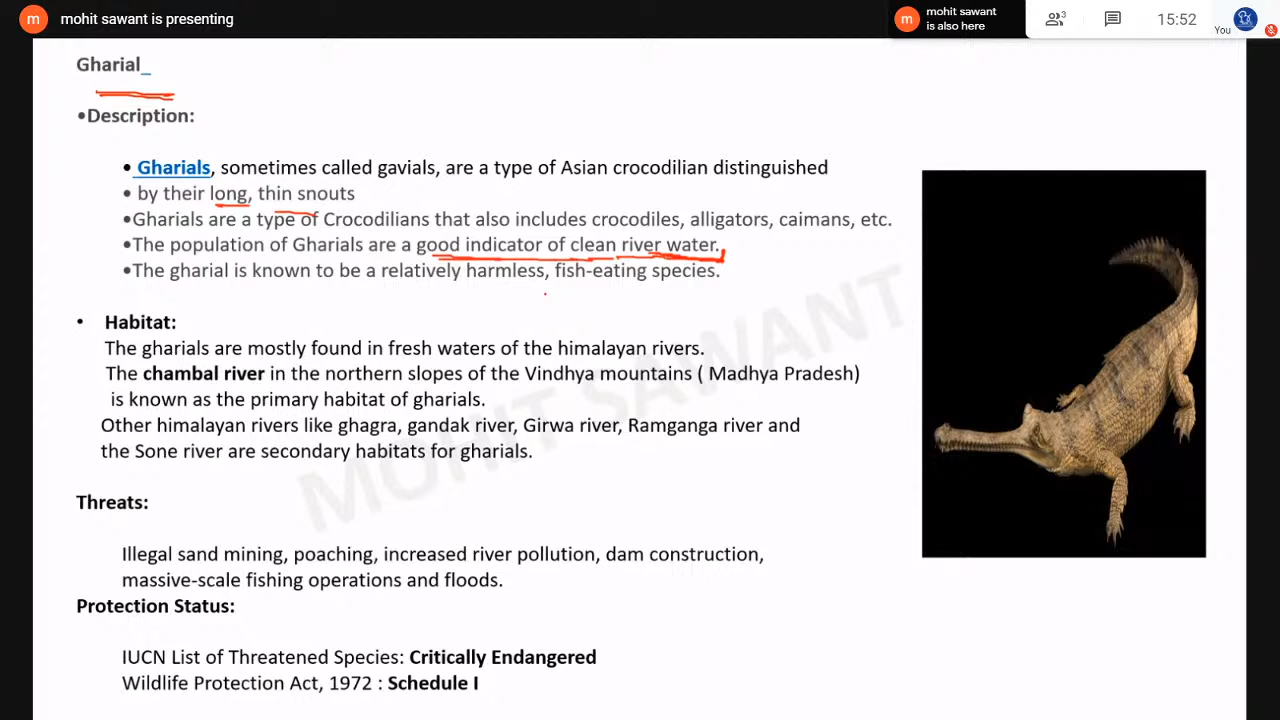 m mohit sawant is presenting
m mohit sawant
is also here
3
15:52
You
Gharial_
•Description:
• Gharials, sometimes called gavials, are a type of Asian crocodilian distinguished
• by their long, thin snouts
•Gharials are a type of Crocodilians that also includes crocodiles, alligators, caimans, etc.
•The population of Gharials are a good indicator of clean river water.
•The gharial is known to be a relatively harmless, fish-eating species.
• Habitat:
The gharials are mostly found in fresh waters of the himalayan rivers.
The chambal river in the northern slopes of the Vindhya mountains ( Madhya Pradesh)
is known as the primary habitat of gharials.
Other himalayan rivers like ghagra, gandak river, Girwa river, Ramganga river and
the Sone river are secondary habitats for gharials.
MOHIT SAWANT
Threats:
Illegal sand mining, poaching, increased river pollution, dam construction,
massive-scale fishing operations and floods.
Protection Status:
IUCN List of Threatened Species: Critically Endangered
Wildlife Protection Act, 1972 : Schedule I